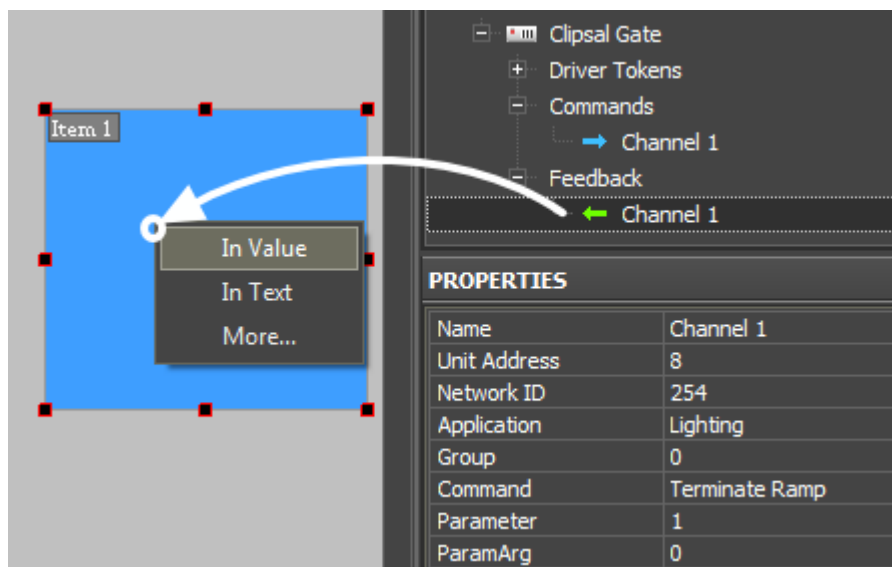 Item 1
In Value
In Text
More...
Clipsal Gate
Driver Tokens
Commands
Channel 1
Feedback
Channel 1
PROPERTIES
Name Channel 1
Unit Address 8
Network ID 254
Application Lighting
Group 0
Command Terminate Ramp
Parameter 1
ParamArg 0